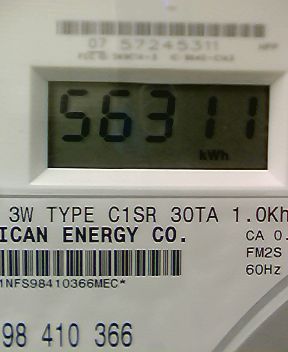 07 57245311
56311
kWh
3W TYPE C1SR 30TA 1.0Kh
ICAN ENERGY CO.
CA 0.
FM2S
60Hz
1NFS98410366MEC*
98 410 366